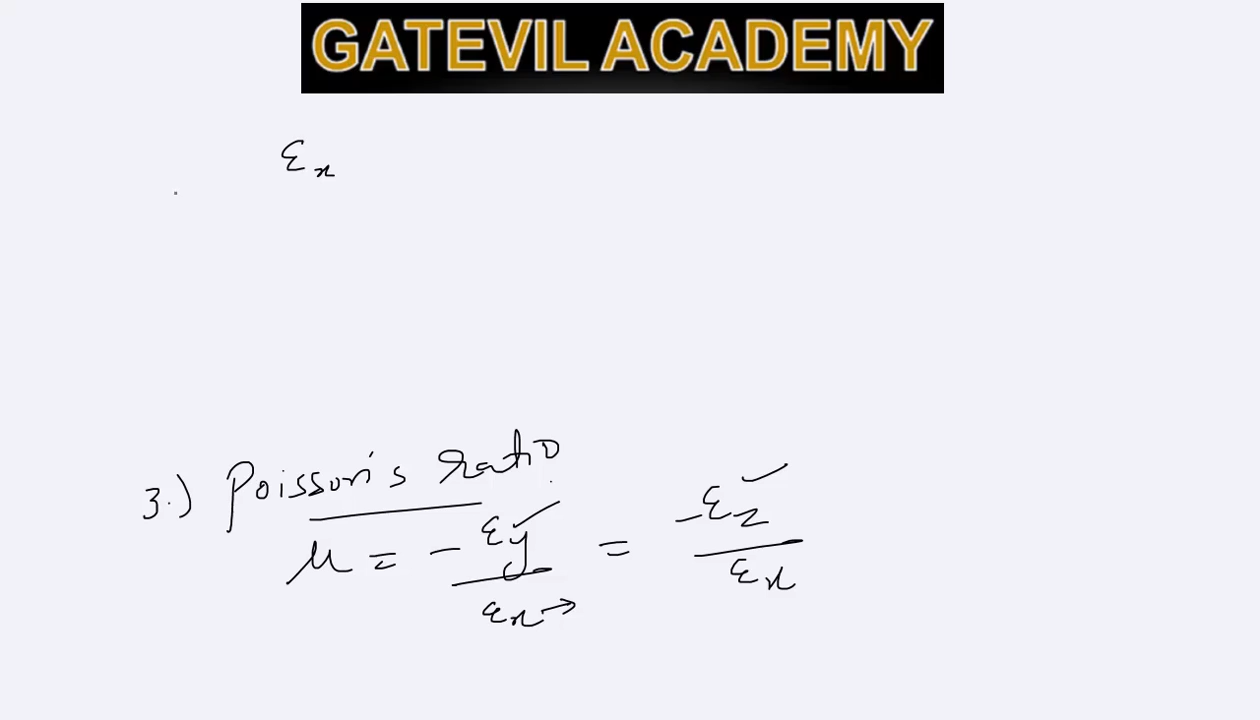 GATEVIL ACADEMY
εx
3.) Poisson's ratio
μ = - εy / εx → = - εz / εx